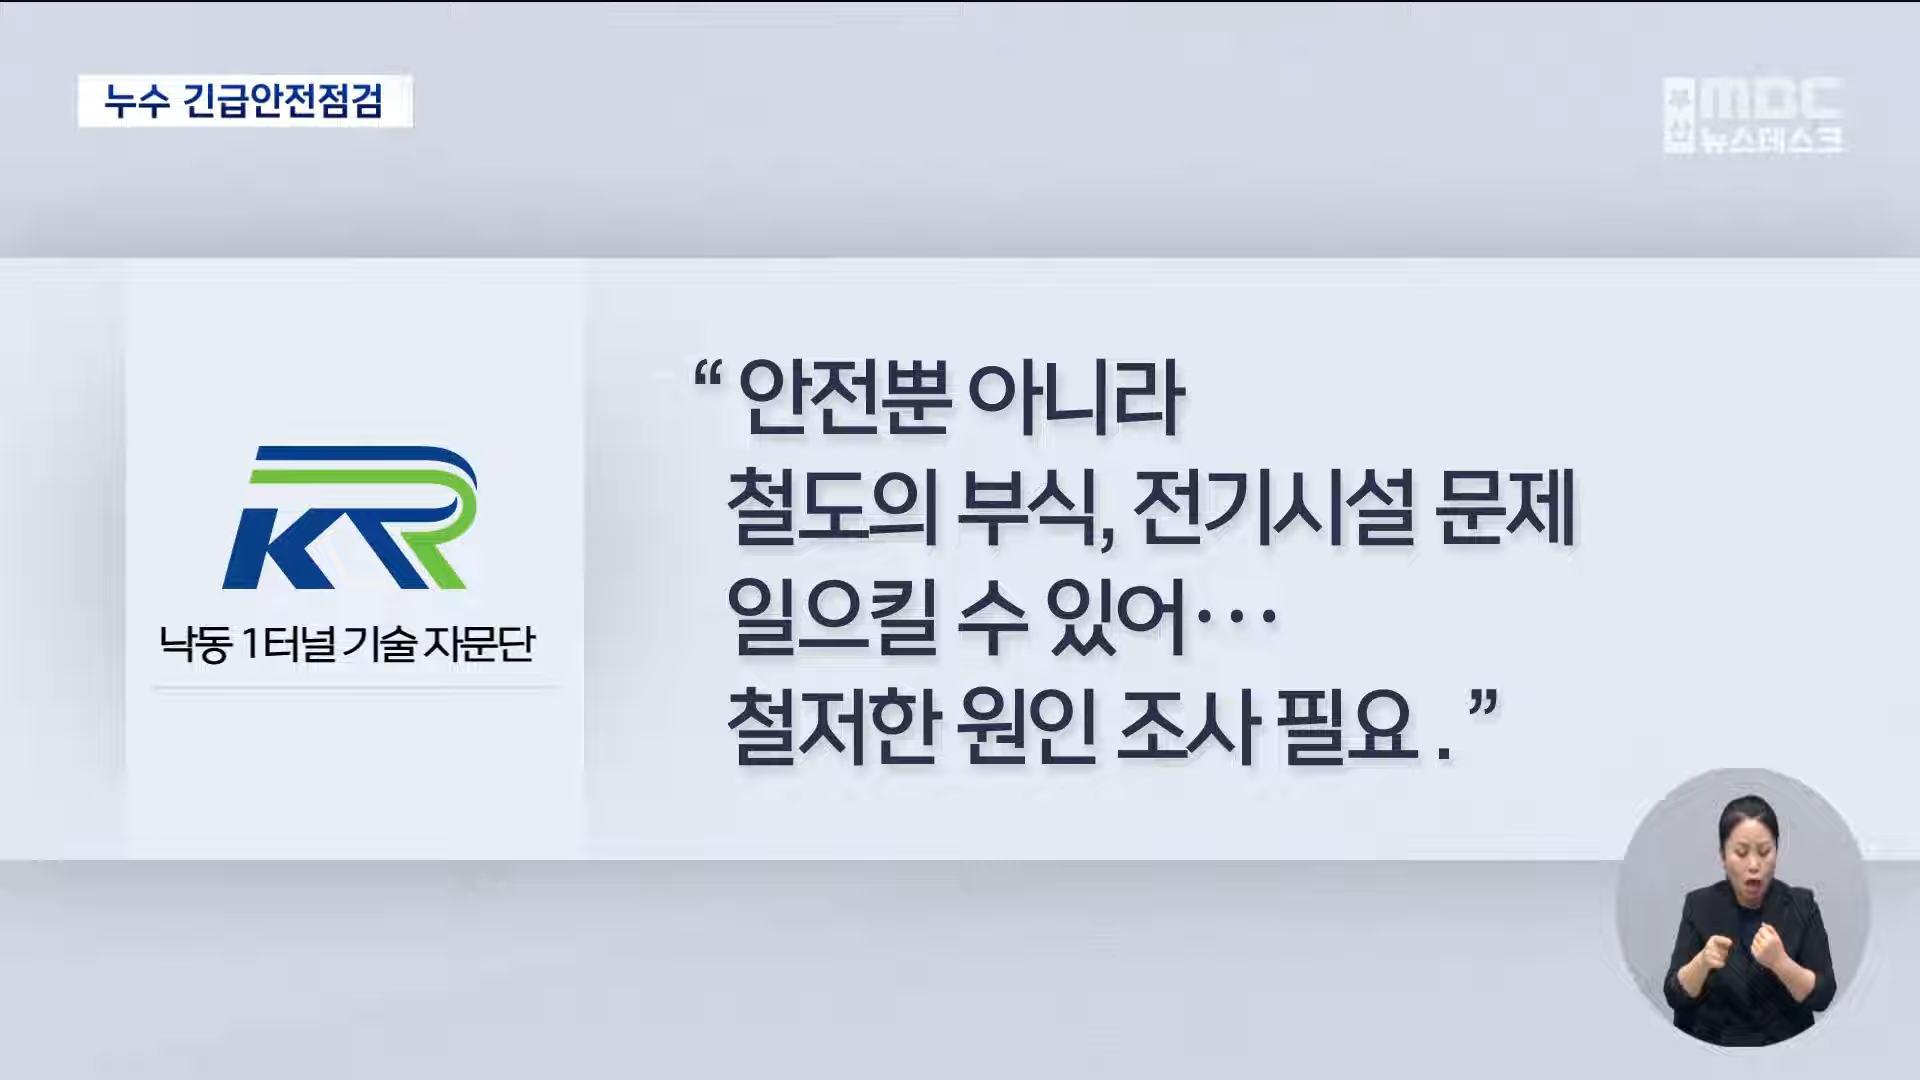 누수 긴급안전점검
MBC
뉴스데스크
KR
낙동 1터널 기술 자문단
“ 안전뿐 아니라
철도의 부식, 전기시설 문제
일으킬 수 있어···
철저한 원인 조사 필요 . ”